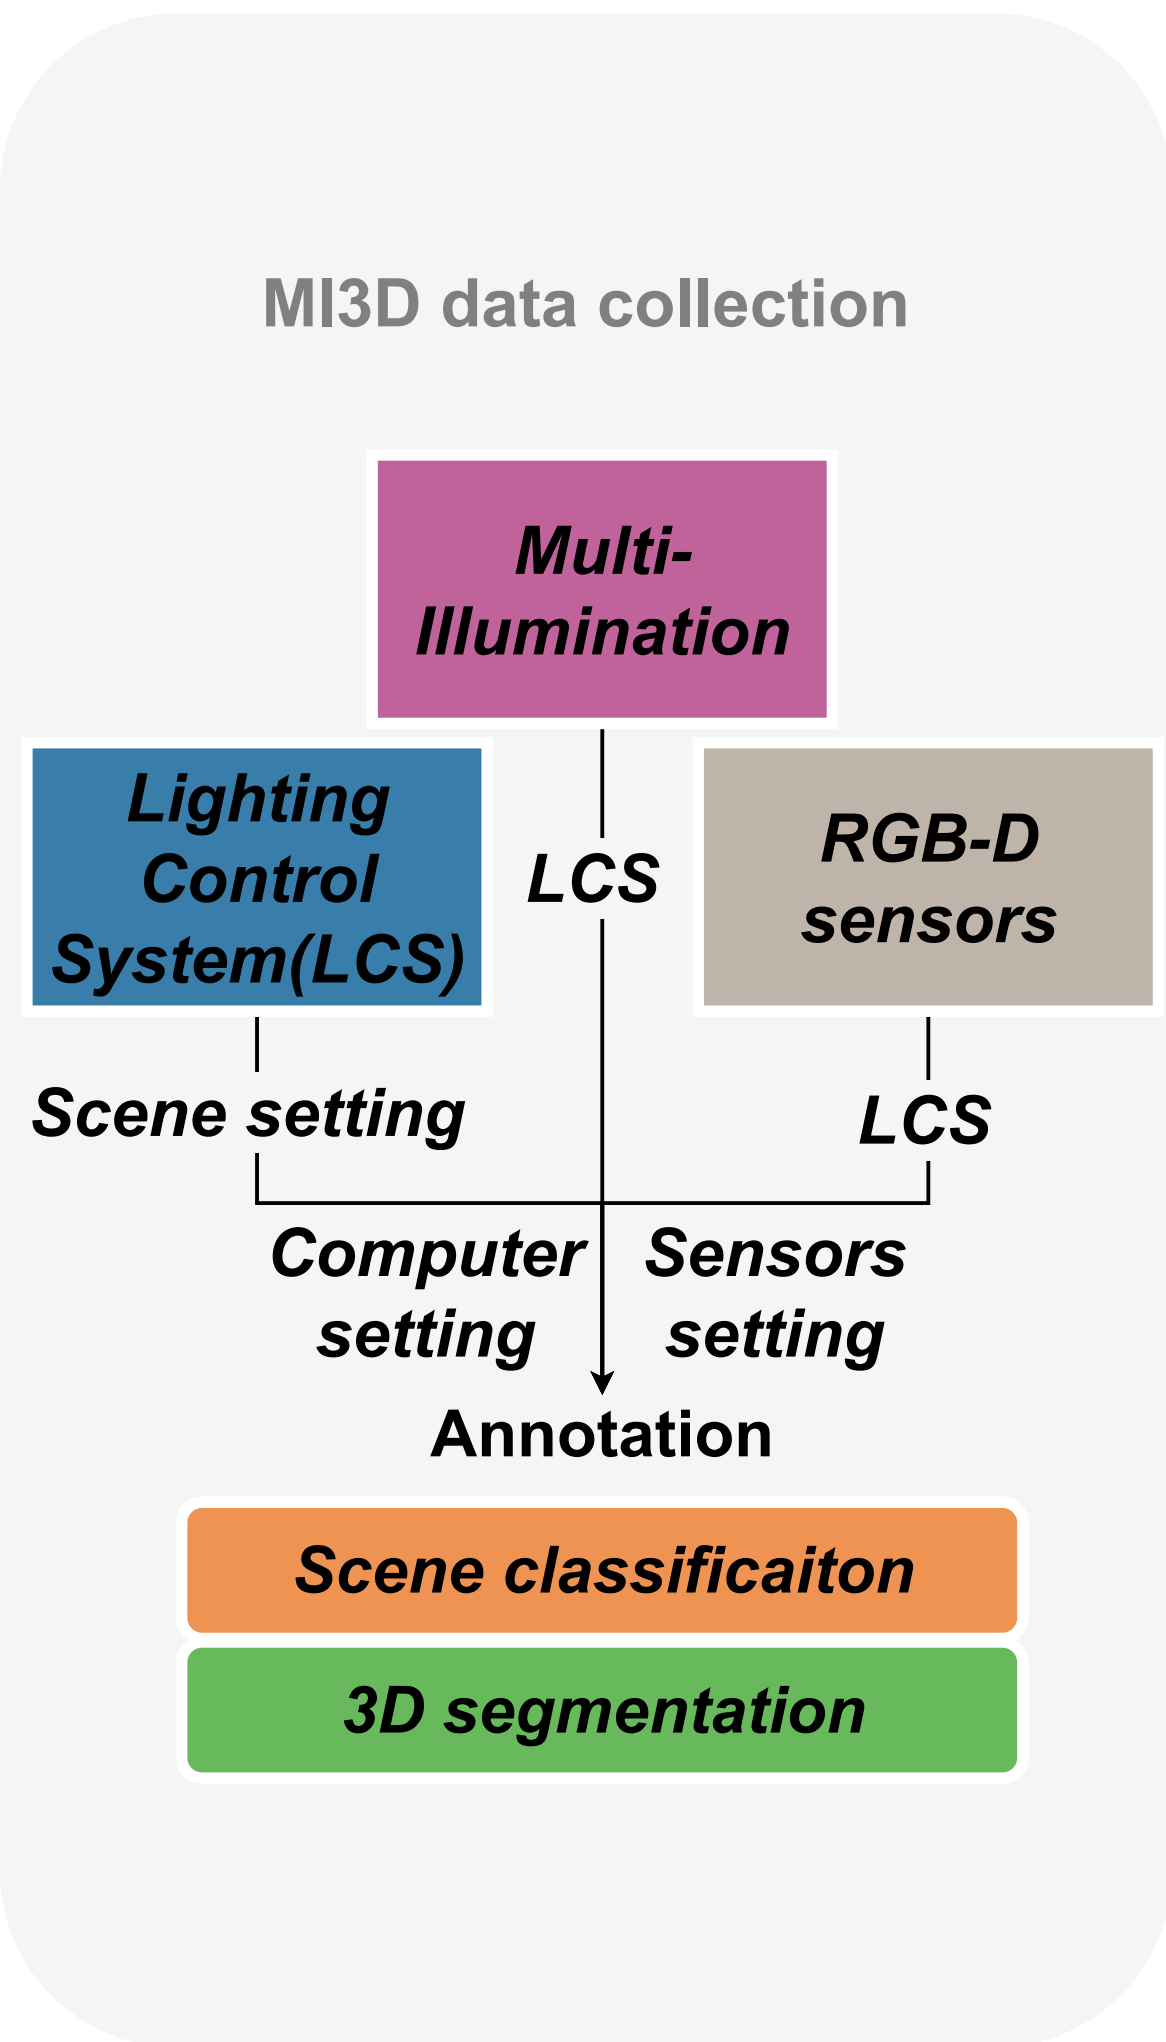 MI3D data collection
Multi-
Illumination
Lighting
Control
System(LCS)
LCS
RGB-D
sensors
Scene setting
LCS
Computer
setting
Sensors
setting
Annotation
Scene classificaiton
3D segmentation